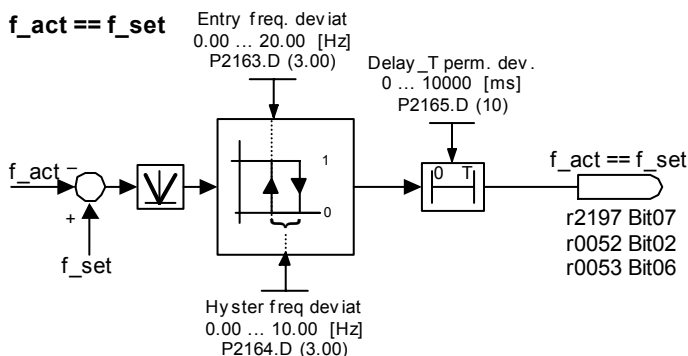 f_act == f_set
Entry freq. deviat
0.00 ... 20.00 [Hz]
P2163.D (3.00)
Delay_T perm. dev.
0 ... 10000 [ms]
P2165.D (10)
f_act
–
+
f_set
1
0
0 T
f_act == f_set
r2197 Bit07
r0052 Bit02
r0053 Bit06
Hyster freq deviat
0.00 ... 10.00 [Hz]
P2164.D (3.00)